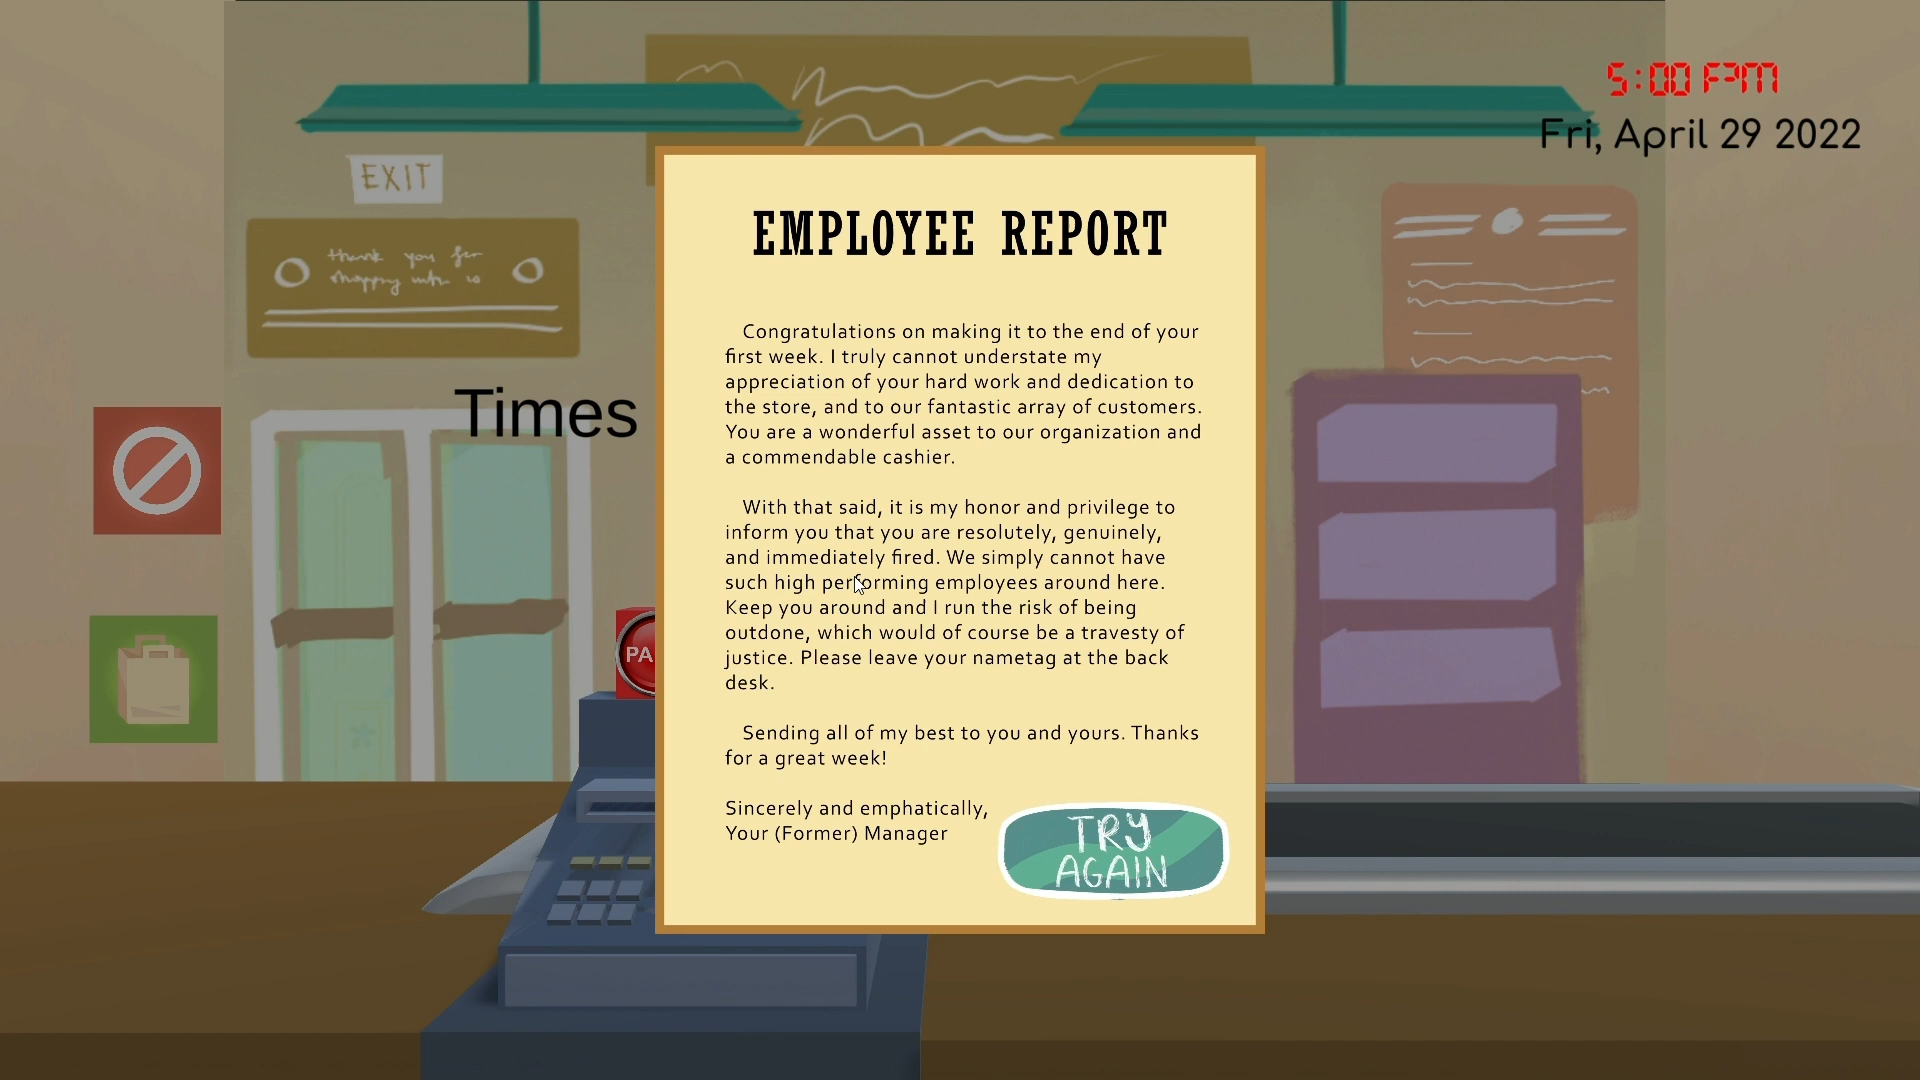 5:00 PM
Fri, April 29 2022
EXIT
thank you for
shopping with us
Times
PA
EMPLOYEE REPORT
Congratulations on making it to the end of your
first week. I truly cannot understate my
appreciation of your hard work and dedication to
the store, and to our fantastic array of customers.
You are a wonderful asset to our organization and
a commendable cashier.
With that said, it is my honor and privilege to
inform you that you are resolutely, genuinely,
and immediately fired. We simply cannot have
such high performing employees around here.
Keep you around and I run the risk of being
outdone, which would of course be a travesty of
justice. Please leave your nametag at the back
desk.
Sending all of my best to you and yours. Thanks
for a great week!
Sincerely and emphatically,
Your (Former) Manager
TRY
AGAIN